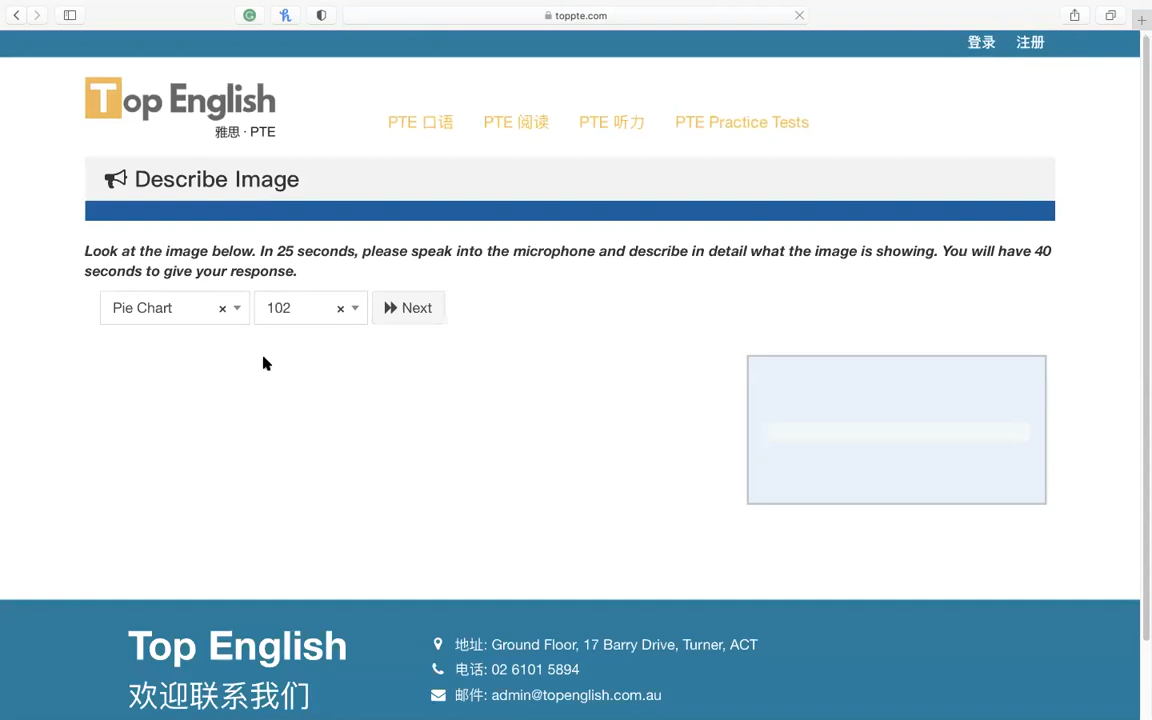 toppte.com
登录 注册
Top English
雅思 · PTE
PTE 口语 PTE 阅读 PTE 听力 PTE Practice Tests
Describe Image
Look at the image below. In 25 seconds, please speak into the microphone and describe in detail what the image is showing. You will have 40
seconds to give your response.
Pie Chart × 102 × Next
Top English
欢迎联系我们
地址: Ground Floor, 17 Barry Drive, Turner, ACT
电话: 02 6101 5894
邮件: admin@topenglish.com.au